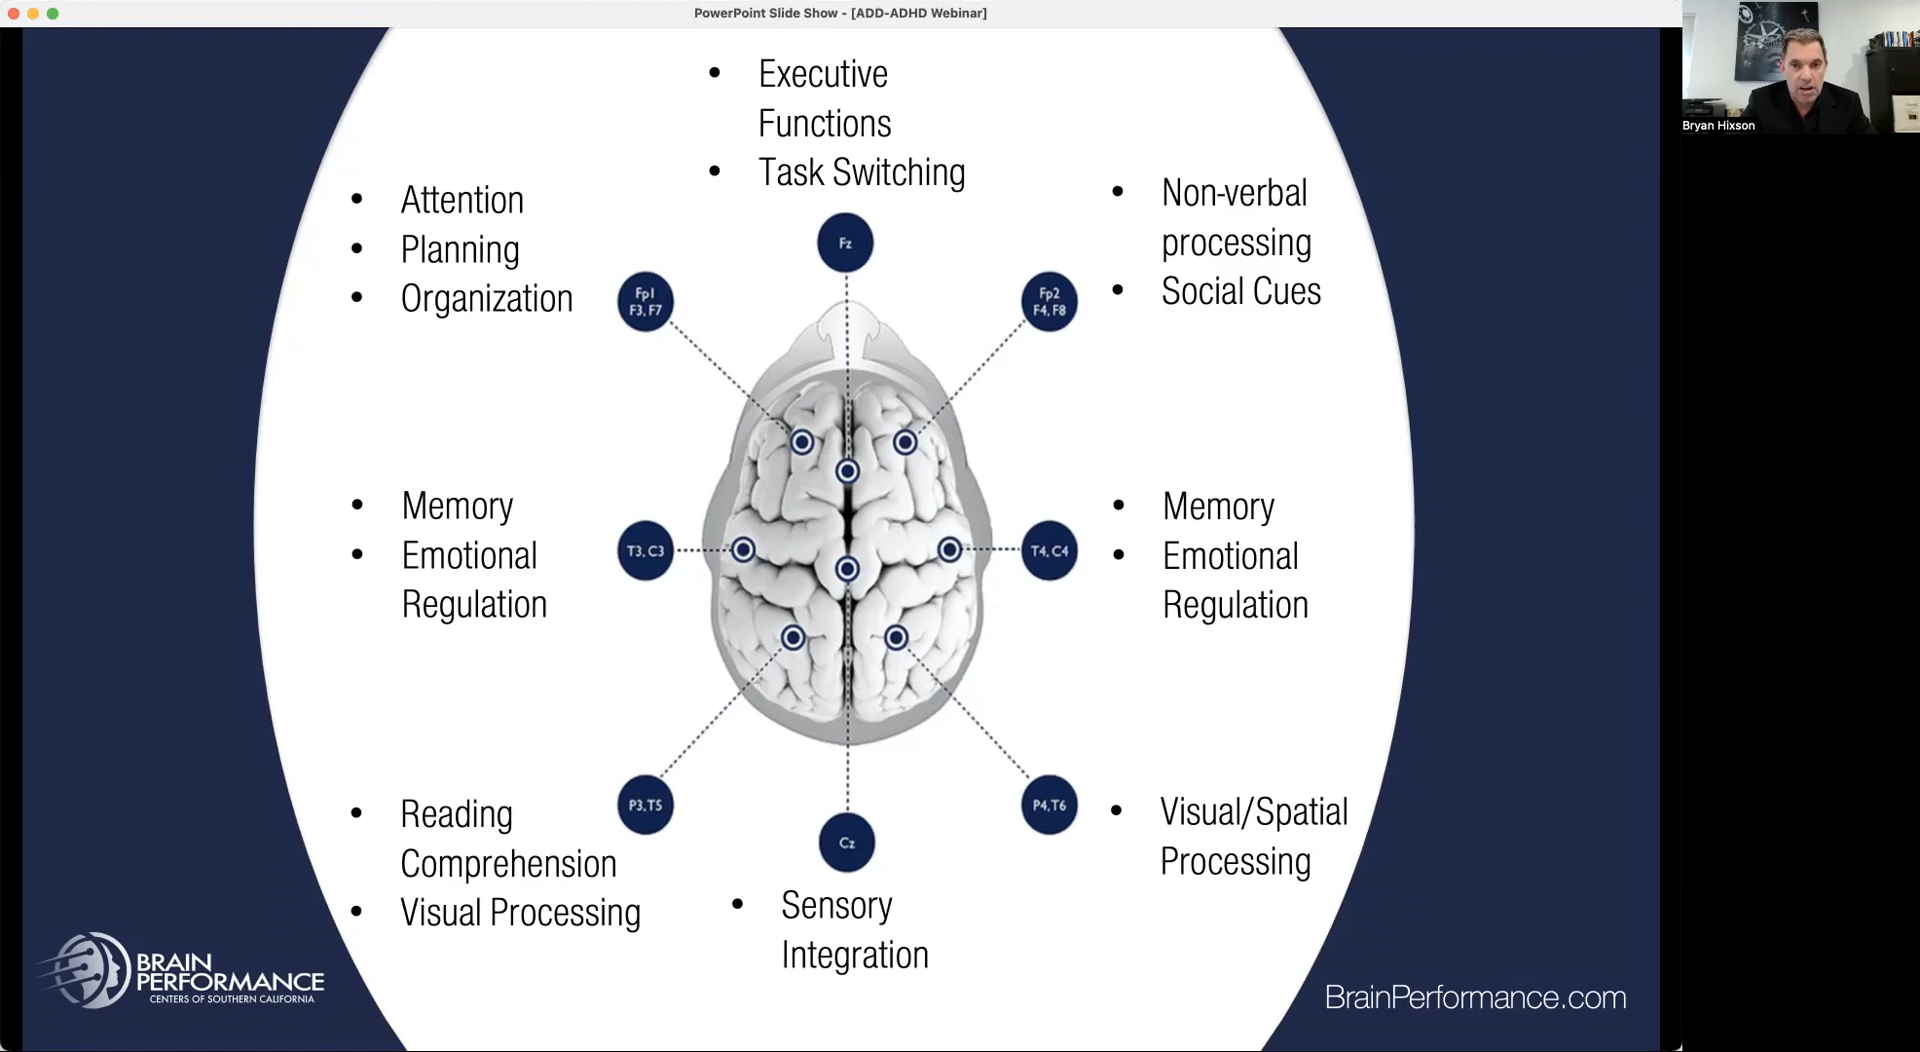 PowerPoint Slide Show - [ADD-ADHD Webinar]
Bryan Hixson
• Executive
Functions
• Task Switching
• Attention
• Planning
• Organization
• Non-verbal
processing
• Social Cues
Fz
Fp1
F3, F7
Fp2
F4, F8
• Memory
• Emotional
Regulation
T3, C3
T4, C4
• Memory
• Emotional
Regulation
• Reading
Comprehension
• Visual Processing
P3, T5
Cz
P4, T6
• Visual/Spatial
Processing
• Sensory
Integration
BRAIN
PERFORMANCE
CENTERS OF SOUTHERN CALIFORNIA
BrainPerformance.com